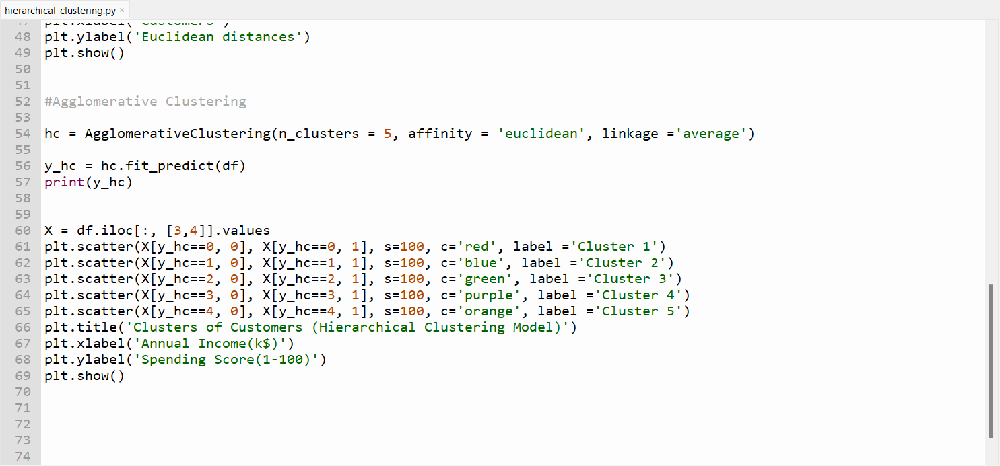 hierarchical_clustering.py ×
48 plt.ylabel('Euclidean distances')
49 plt.show()
50
51
52 #Agglomerative Clustering
53
54 hc = AgglomerativeClustering(n_clusters = 5, affinity = 'euclidean', linkage ='average')
55
56 y_hc = hc.fit_predict(df)
57 print(y_hc)
58
59
60 X = df.iloc[:, [3,4]].values
61 plt.scatter(X[y_hc==0, 0], X[y_hc==0, 1], s=100, c='red', label ='Cluster 1')
62 plt.scatter(X[y_hc==1, 0], X[y_hc==1, 1], s=100, c='blue', label ='Cluster 2')
63 plt.scatter(X[y_hc==2, 0], X[y_hc==2, 1], s=100, c='green', label ='Cluster 3')
64 plt.scatter(X[y_hc==3, 0], X[y_hc==3, 1], s=100, c='purple', label ='Cluster 4')
65 plt.scatter(X[y_hc==4, 0], X[y_hc==4, 1], s=100, c='orange', label ='Cluster 5')
66 plt.title('Clusters of Customers (Hierarchical Clustering Model)')
67 plt.xlabel('Annual Income(k$)')
68 plt.ylabel('Spending Score(1-100)')
69 plt.show()
70
71
72
73
74